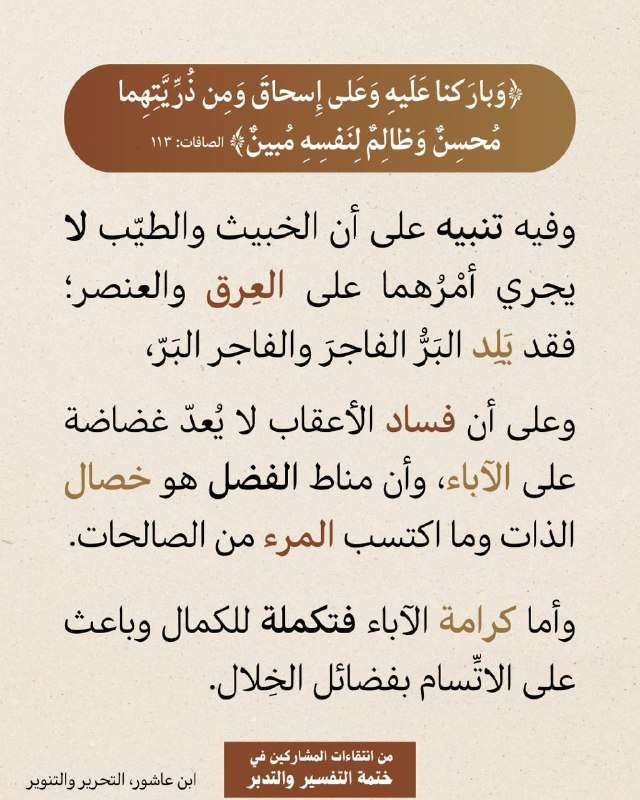 ﴿وَبارَكنا عَلَيهِ وَعَلى إِسحاقَ وَمِن ذُرِّيَّتِهِما
مُحسِنٌ وَظالِمٌ لِنَفسِهِ مُبينٌ﴾ الصافات: ١١٣
وفيه تنبيه على أن الخبيث والطيّب لا
يجري أمْرُهما على العِرق والعنصر؛
فقد يَلِد البَرُّ الفاجرَ والفاجر البَرّ،
وعلى أن فساد الأعقاب لا يُعدّ غضاضة
على الآباء، وأن مناط الفضل هو خصال
الذات وما اكتسب المرء من الصالحات.
وأما كرامة الآباء فتكملة للكمال وباعث
على الاتِّسام بفضائل الخِلال.
من انتقاءات المشاركين في
ختمة التفسير والتدبر
ابن عاشور، التحرير والتنوير